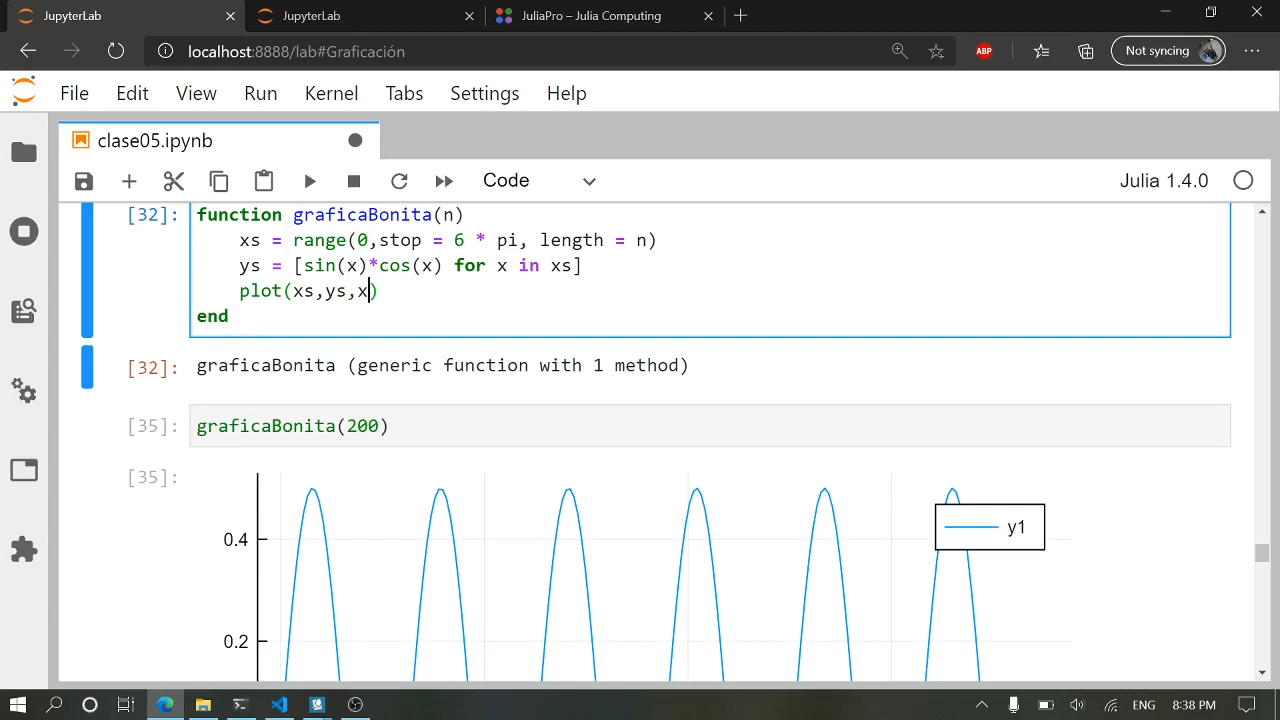 JupyterLab
JupyterLab
JuliaPro – Julia Computing
localhost:8888/lab#Graficación
ABP
Not syncing
File Edit View Run Kernel Tabs Settings Help
clase05.ipynb
Code
Julia 1.4.0
[32]: function graficaBonita(n)
xs = range(0,stop = 6 * pi, length = n)
ys = [sin(x)*cos(x) for x in xs]
plot(xs,ys,x)
end
[32]: graficaBonita (generic function with 1 method)
[35]: graficaBonita(200)
[35]:
y1
0.4
0.2
ENG 8:38 PM